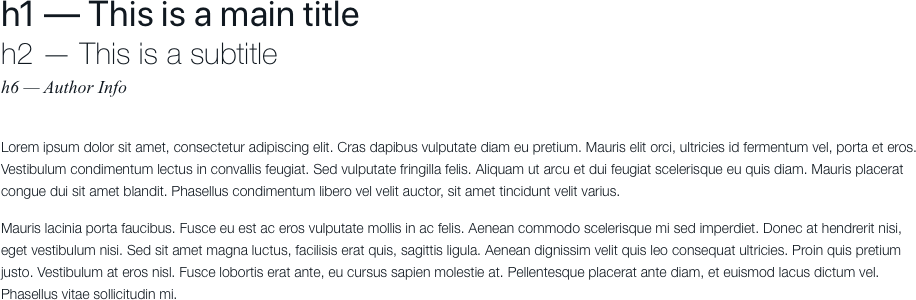 h1 — This is a main title
h2 — This is a subtitle
h6 — Author Info
Lorem ipsum dolor sit amet, consectetur adipiscing elit. Cras dapibus vulputate diam eu pretium. Mauris elit orci, ultricies id fermentum vel, porta et eros.
Vestibulum condimentum lectus in convallis feugiat. Sed vulputate fringilla felis. Aliquam ut arcu et dui feugiat scelerisque eu quis diam. Mauris placerat
congue dui sit amet blandit. Phasellus condimentum libero vel velit auctor, sit amet tincidunt velit varius.
Mauris lacinia porta faucibus. Fusce eu est ac eros vulputate mollis in ac felis. Aenean commodo scelerisque mi sed imperdiet. Donec at hendrerit nisi,
eget vestibulum nisi. Sed sit amet magna luctus, facilisis erat quis, sagittis ligula. Aenean dignissim velit quis leo consequat ultricies. Proin quis pretium
justo. Vestibulum at eros nisl. Fusce lobortis erat ante, eu cursus sapien molestie at. Pellentesque placerat ante diam, et euismod lacus dictum vel.
Phasellus vitae sollicitudin mi.